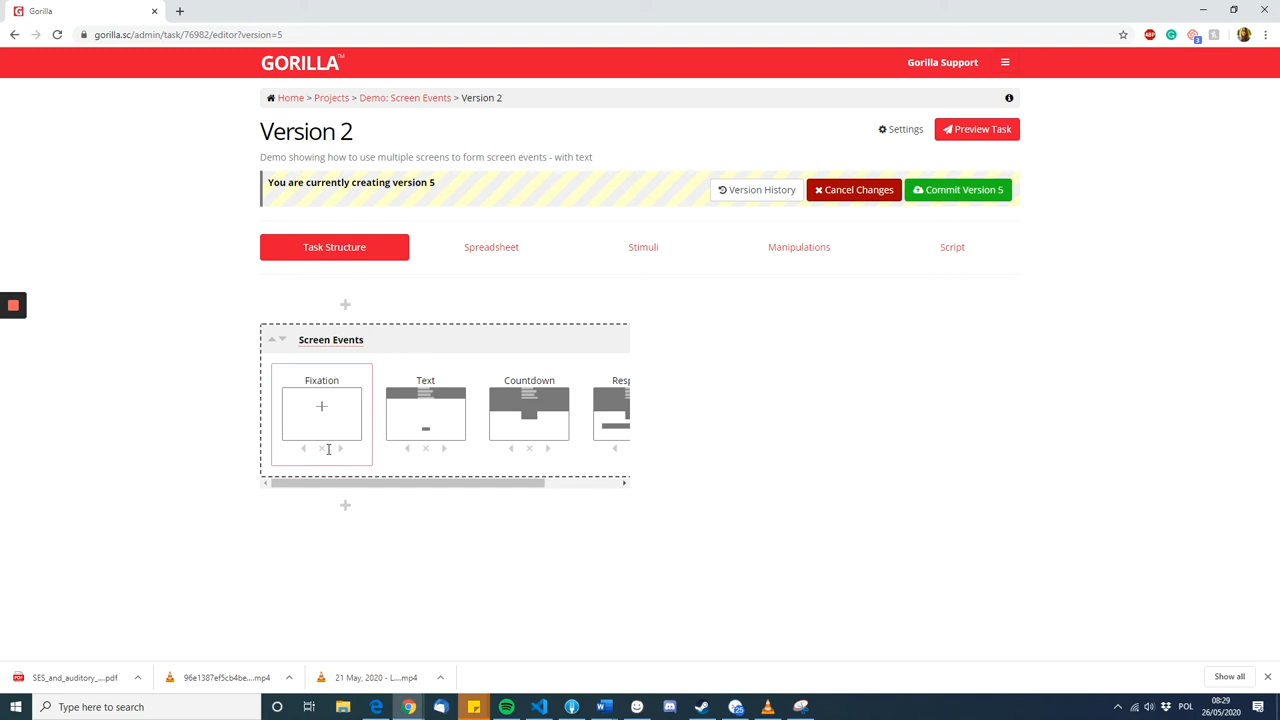 Gorilla
gorilla.sc/admin/task/76982/editor?version=5
GORILLA™
Gorilla Support
Home > Projects > Demo: Screen Events > Version 2
Version 2
Settings
Preview Task
Demo showing how to use multiple screens to form screen events - with text
You are currently creating version 5
Version History
Cancel Changes
Commit Version 5
Task Structure
Spreadsheet
Stimuli
Manipulations
Script
Screen Events
Fixation
Text
Countdown
Resp
SES_and_auditory_....pdf
96e1387ef5cb4be....mp4
21 May, 2020 - L....mp4
Show all
Type here to search
POL
08:29
26/05/2020